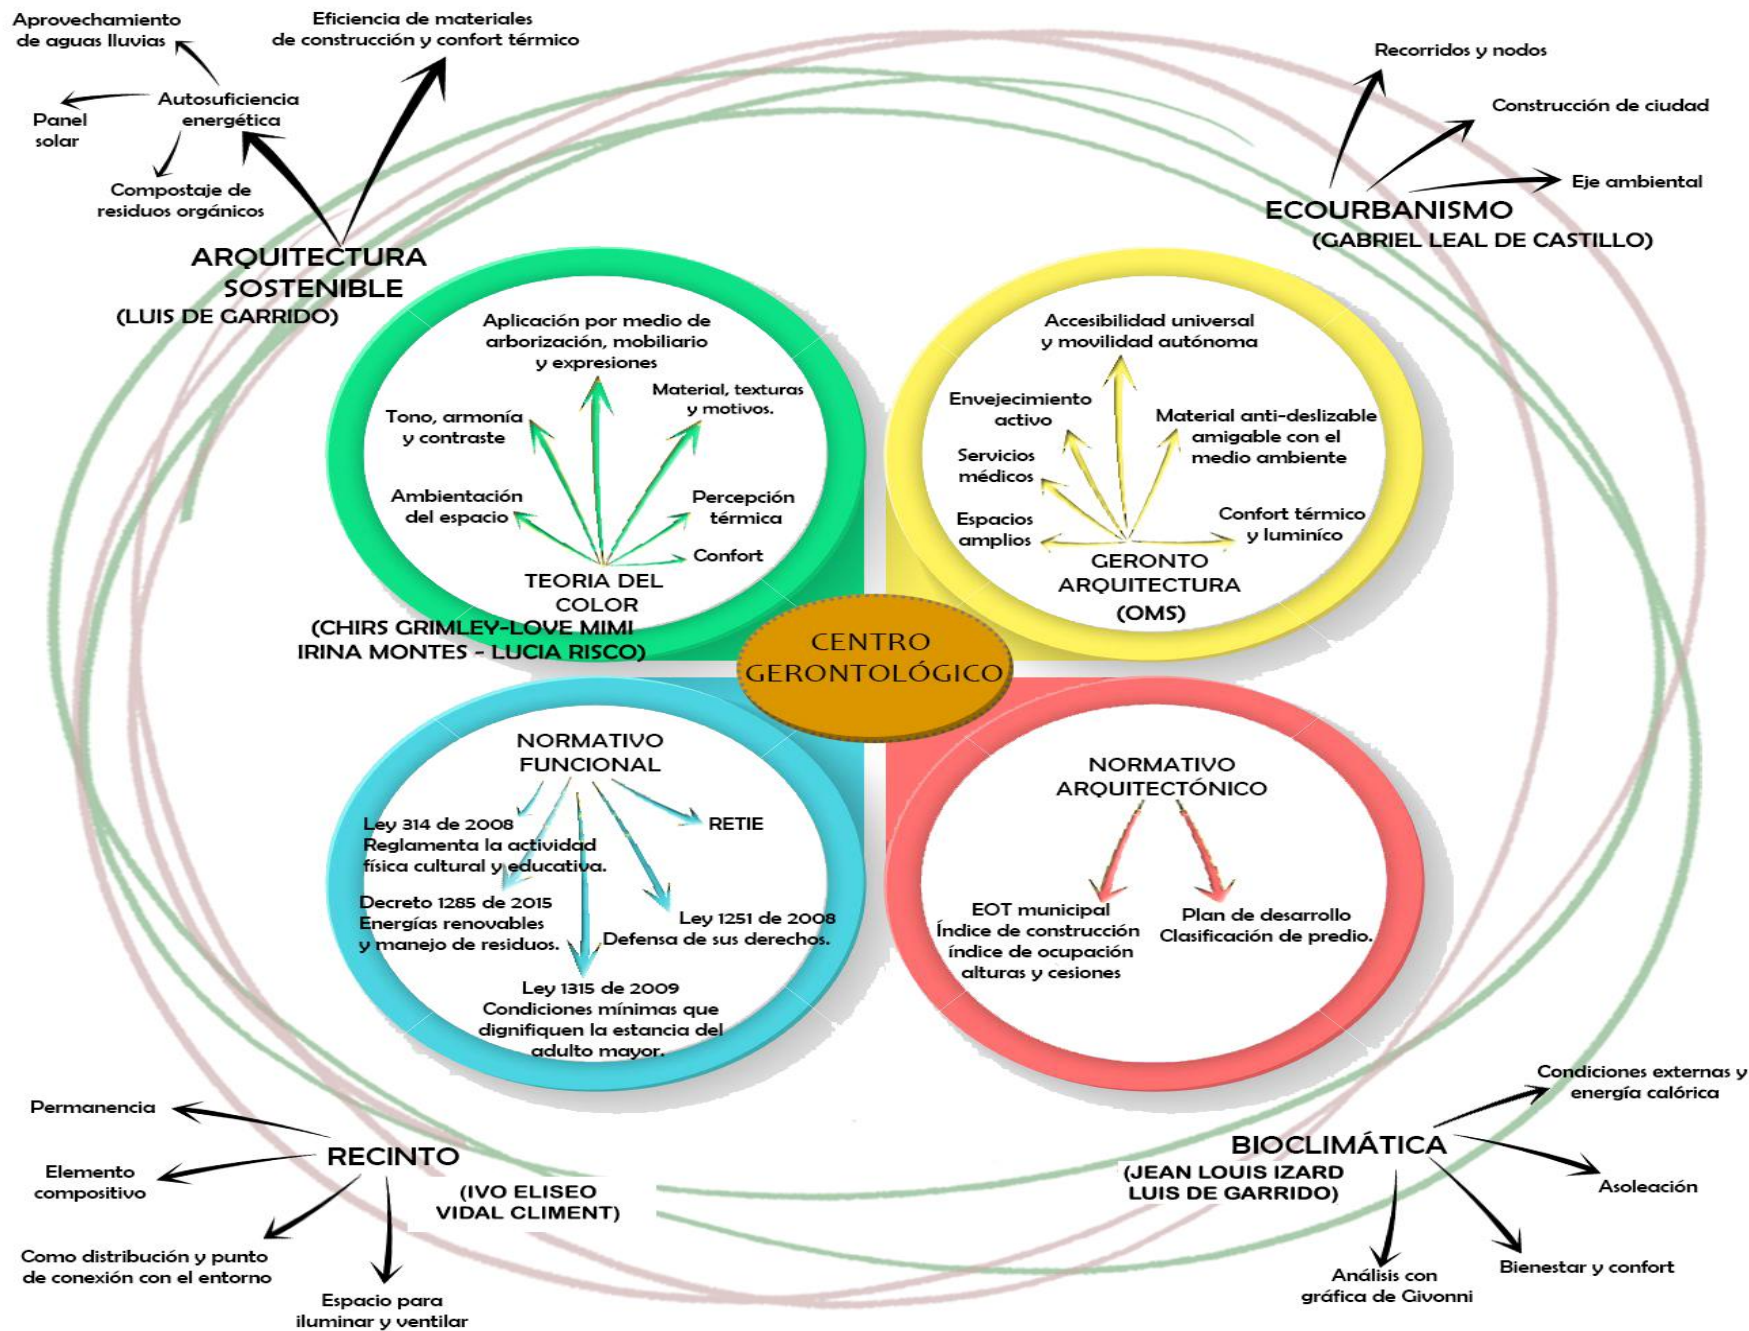 Aprovechamiento
de aguas lluvias
Eficiencia de materiales
de construcción y confort térmico
Autosuficiencia
energética
Panel
solar
Compostaje de
residuos orgánicos
ARQUITECTURA
SOSTENIBLE
(LUIS DE GARRIDO)
Recorridos y nodos
Construcción de ciudad
Eje ambiental
ECOURBANISMO
(GABRIEL LEAL DE CASTILLO)
Aplicación por medio de
arborización, mobiliario
y expresiones
Material, texturas
y motivos.
Tono, armonía
y contraste
Ambientación
del espacio
Percepción
térmica
Confort
TEORIA DEL
COLOR
(CHIRS GRIMLEY-LOVE MIMI
IRINA MONTES - LUCIA RISCO)
Accesibilidad universal
y movilidad autónoma
Envejecimiento
activo
Material anti-deslizable
amigable con el
medio ambiente
Servicios
médicos
Espacios
amplios
Confort térmico
y luminíco
GERONTO
ARQUITECTURA
(OMS)
CENTRO
GERONTOLÓGICO
NORMATIVO
FUNCIONAL
Ley 314 de 2008
Reglamenta la actividad
física cultural y educativa.
RETIE
Decreto 1285 de 2015
Energías renovables
y manejo de residuos.
Ley 1251 de 2008
Defensa de sus derechos.
Ley 1315 de 2009
Condiciones mínimas que
dignifiquen la estancia del
adulto mayor.
NORMATIVO
ARQUITECTÓNICO
EOT municipal
Índice de construcción
índice de ocupación
alturas y cesiones
Plan de desarrollo
Clasificación de predio.
Permanencia
RECINTO
(IVO ELISEO
VIDAL CLIMENT)
Elemento
compositivo
Como distribución y punto
de conexión con el entorno
Espacio para
iluminar y ventilar
Condiciones externas y
energía calórica
BIOCLIMÁTICA
(JEAN LOUIS IZARD
LUIS DE GARRIDO)
Asoleación
Bienestar y confort
Análisis con
gráfica de Givonni